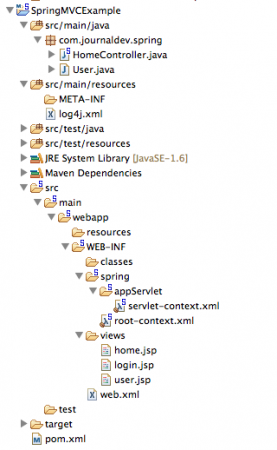 SpringMVCExample
src/main/java
com.journaldev.spring
HomeController.java
User.java
src/main/resources
META-INF
log4j.xml
src/test/java
src/test/resources
JRE System Library [JavaSE-1.6]
Maven Dependencies
src
main
webapp
resources
WEB-INF
classes
spring
appServlet
servlet-context.xml
root-context.xml
views
home.jsp
login.jsp
user.jsp
web.xml
test
target
pom.xml